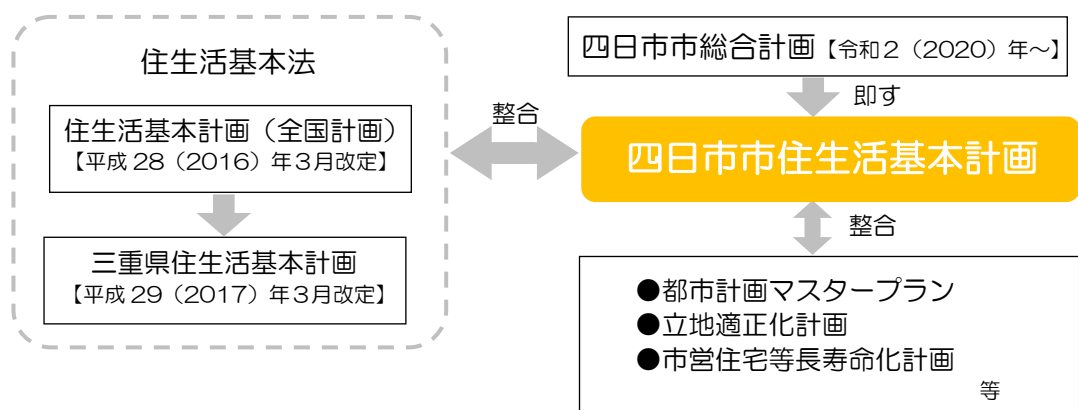 住生活基本法
住生活基本計画（全国計画）
【平成28（2016）年3月改定】
三重県住生活基本計画
【平成29（2017）年3月改定】
整合
四日市市総合計画【令和２（2020）年～】
即す
四日市市住生活基本計画
整合
●都市計画マスタープラン
●立地適正化計画
●市営住宅等長寿命化計画
等